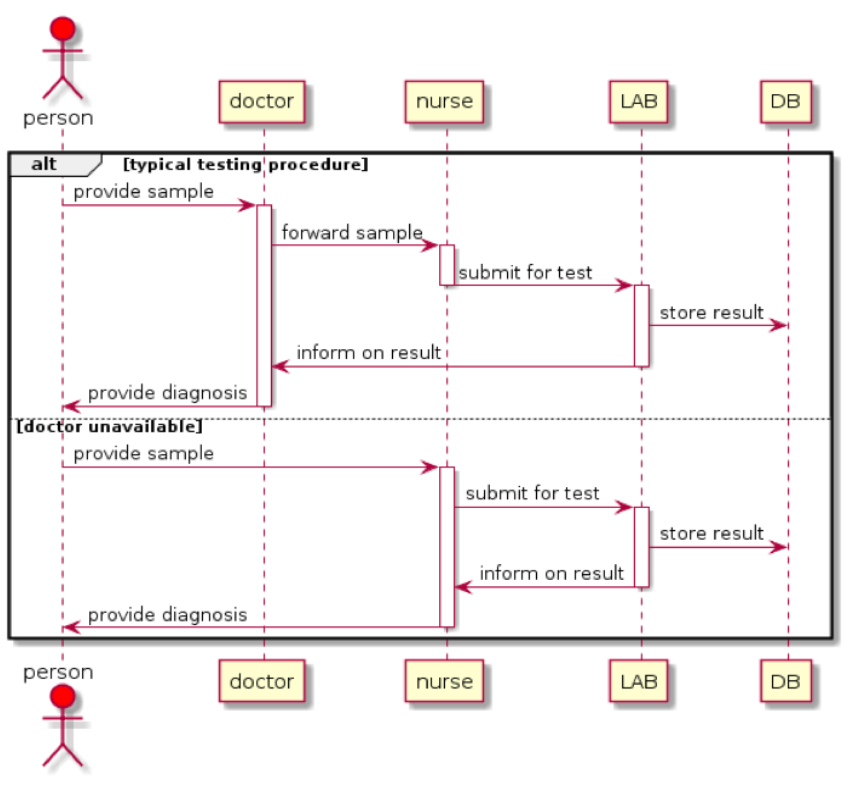 person
doctor
nurse
LAB
DB
alt [typical testing procedure]
provide sample
forward sample
submit for test
store result
inform on result
provide diagnosis
[doctor unavailable]
provide sample
submit for test
store result
inform on result
provide diagnosis
person
doctor
nurse
LAB
DB